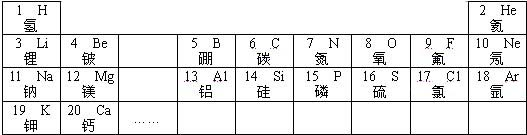 1 H 2 He
氢 氦
3 Li 4 Be 5 B 6 C 7 N 8 O 9 F 10 Ne
锂 铍 硼 碳 氮 氧 氟 氖
11 Na 12 Mg 13 A1 14 Si 15 P 16 S 17 C1 18 Ar
钠 镁 铝 硅 磷 硫 氯 氩
19 K 20 Ca ……
钾 钙